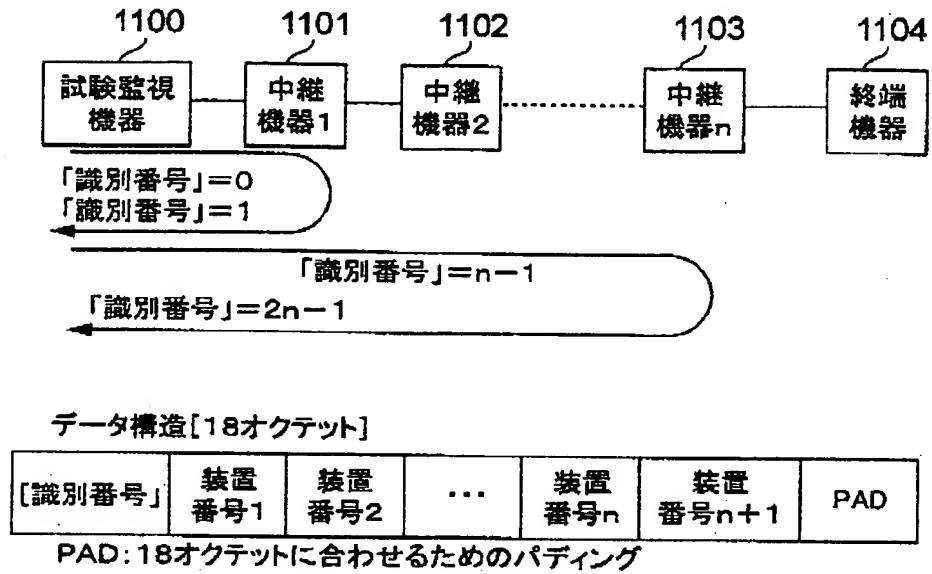 1100 1101 1102 1103 1104
試験監視機器 中継機器1 中継機器2 中継機器n 終端機器
「識別番号」=0
「識別番号」=1
「識別番号」=n-1
「識別番号」=2n-1
データ構造[18オクテット]
[識別番号」 装置番号1 装置番号2 ... 装置番号n 装置番号n+1 PAD
PAD:18オクテットに合わせるためのパディング